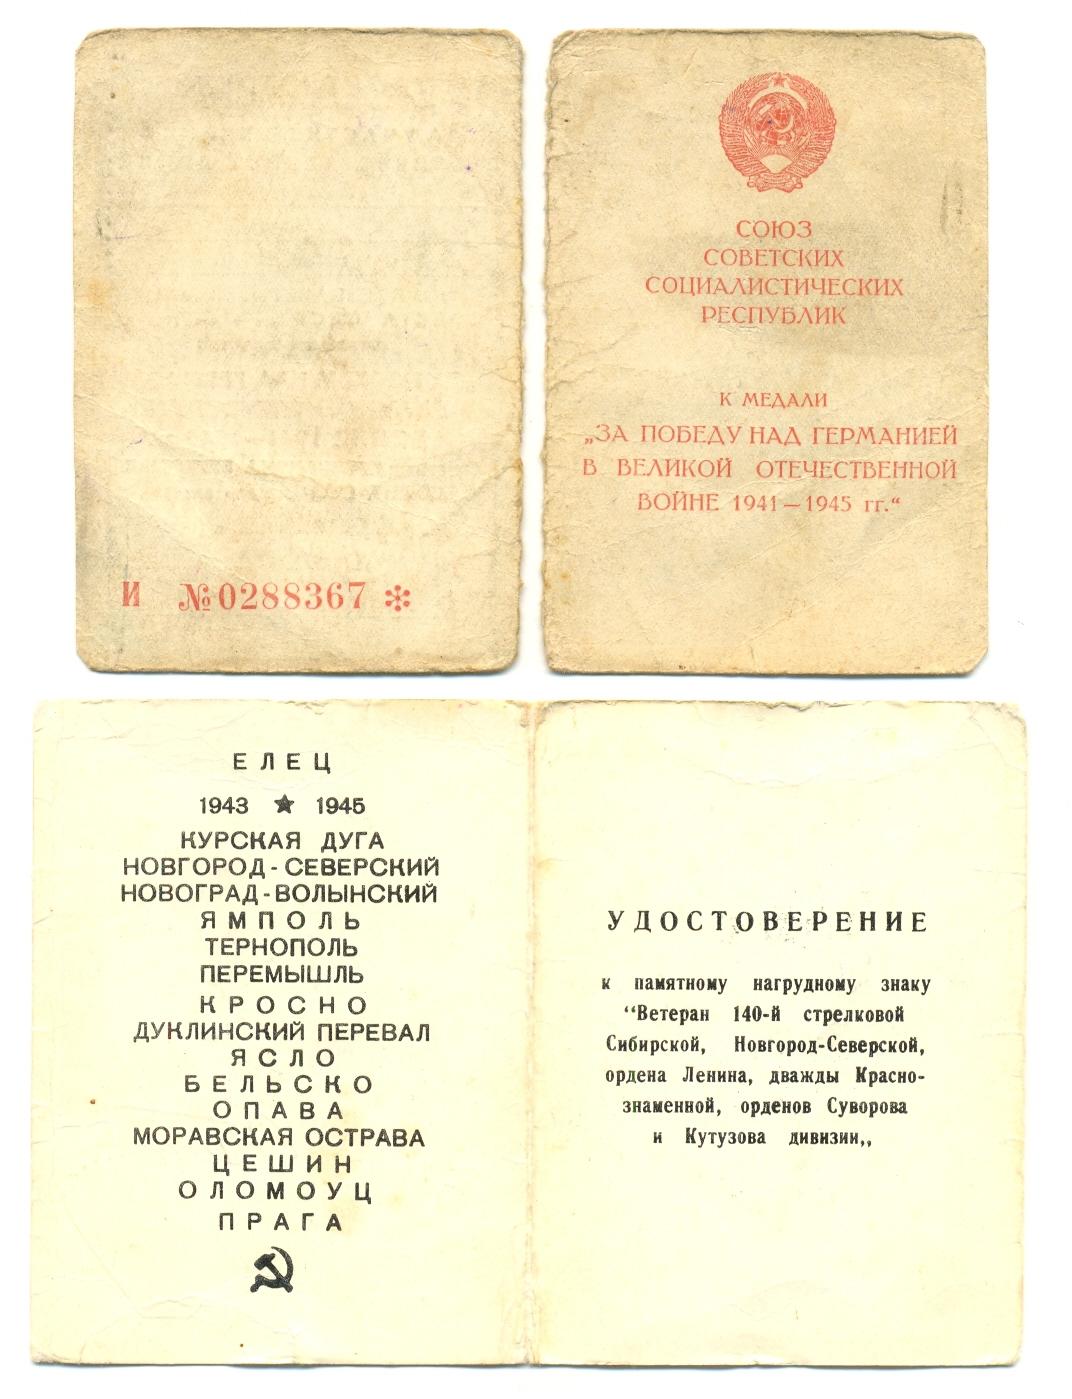 И №0288367 *
СОЮЗ
СОВЕТСКИХ
СОЦИАЛИСТИЧЕСКИХ
РЕСПУБЛИК
К МЕДАЛИ
„ЗА ПОБЕДУ НАД ГЕРМАНИЕЙ
В ВЕЛИКОЙ ОТЕЧЕСТВЕННОЙ
ВОЙНЕ 1941—1945 гг.“
ЕЛЕЦ
1943 ★ 1945
КУРСКАЯ ДУГА
НОВГОРОД-СЕВЕРСКИЙ
НОВОГРАД-ВОЛЫНСКИЙ
ЯМПОЛЬ
ТЕРНОПОЛЬ
ПЕРЕМЫШЛЬ
КРОСНО
ДУКЛИНСКИЙ ПЕРЕВАЛ
ЯСЛО
БЕЛЬСКО
ОПАВА
МОРАВСКАЯ ОСТРАВА
ЦЕШИН
ОЛОМОУЦ
ПРАГА
УДОСТОВЕРЕНИЕ
к памятному нагрудному знаку
“Ветеран 140-й стрелковой
Сибирской, Новгород-Северской,
ордена Ленина, дважды Красно-
знаменной, орденов Суворова
и Кутузова дивизии,,